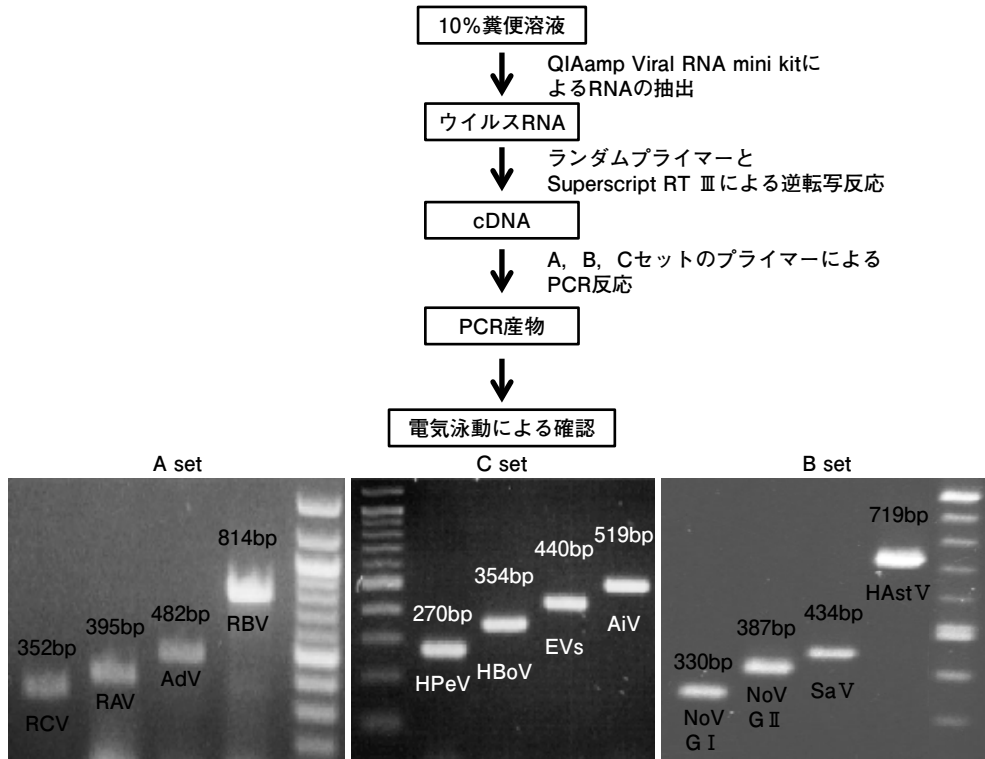 10%糞便溶液
QIAamp Viral RNA mini kitに
よるRNAの抽出
ウイルスRNA
ランダムプライマーと
Superscript RT Ⅲによる逆転写反応
cDNA
A，B，Cセットのプライマーによる
PCR反応
PCR産物
電気泳動による確認
A set
352bp
RCV
395bp
RAV
482bp
AdV
814bp
RBV
C set
270bp
HPeV
354bp
HBoV
440bp
EVs
519bp
AiV
B set
330bp
NoV
GⅠ
387bp
NoV
GⅡ
434bp
SaV
719bp
HAstV